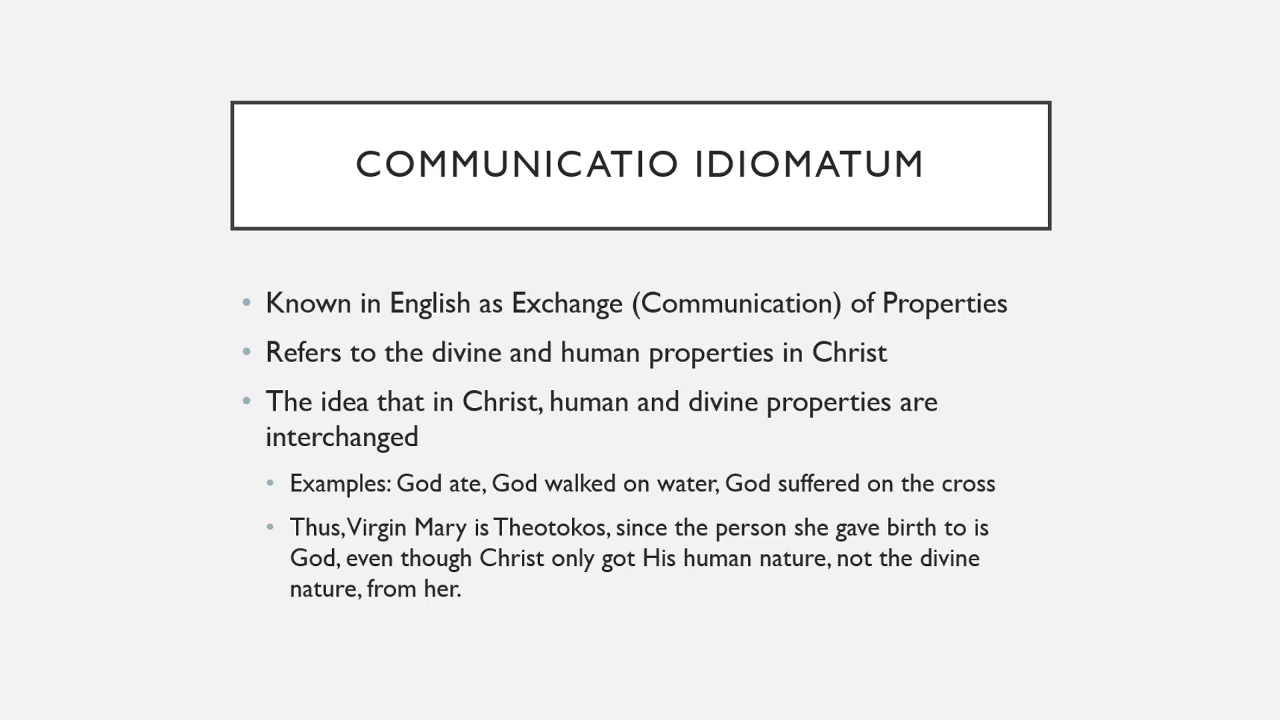 COMMUNICATIO IDIOMATUM
• Known in English as Exchange (Communication) of Properties
• Refers to the divine and human properties in Christ
• The idea that in Christ, human and divine properties are
interchanged
• Examples: God ate, God walked on water, God suffered on the cross
• Thus, Virgin Mary is Theotokos, since the person she gave birth to is
God, even though Christ only got His human nature, not the divine
nature, from her.